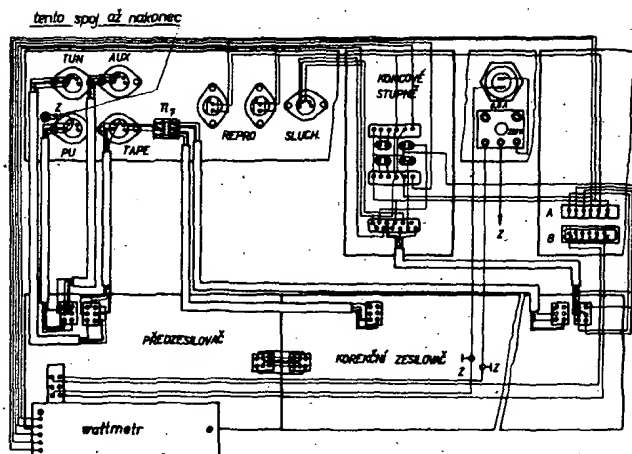 tento spoj až nakonec
TUN
AUX
Z
PU
TAPE
REPRO
SLUCH.
KONCOVÉ
STUPNĚ
Z
A
B
PŘEDZESILOVAČ
KOREKČNÍ ZESILOVAČ
Z
Z
wattmetr